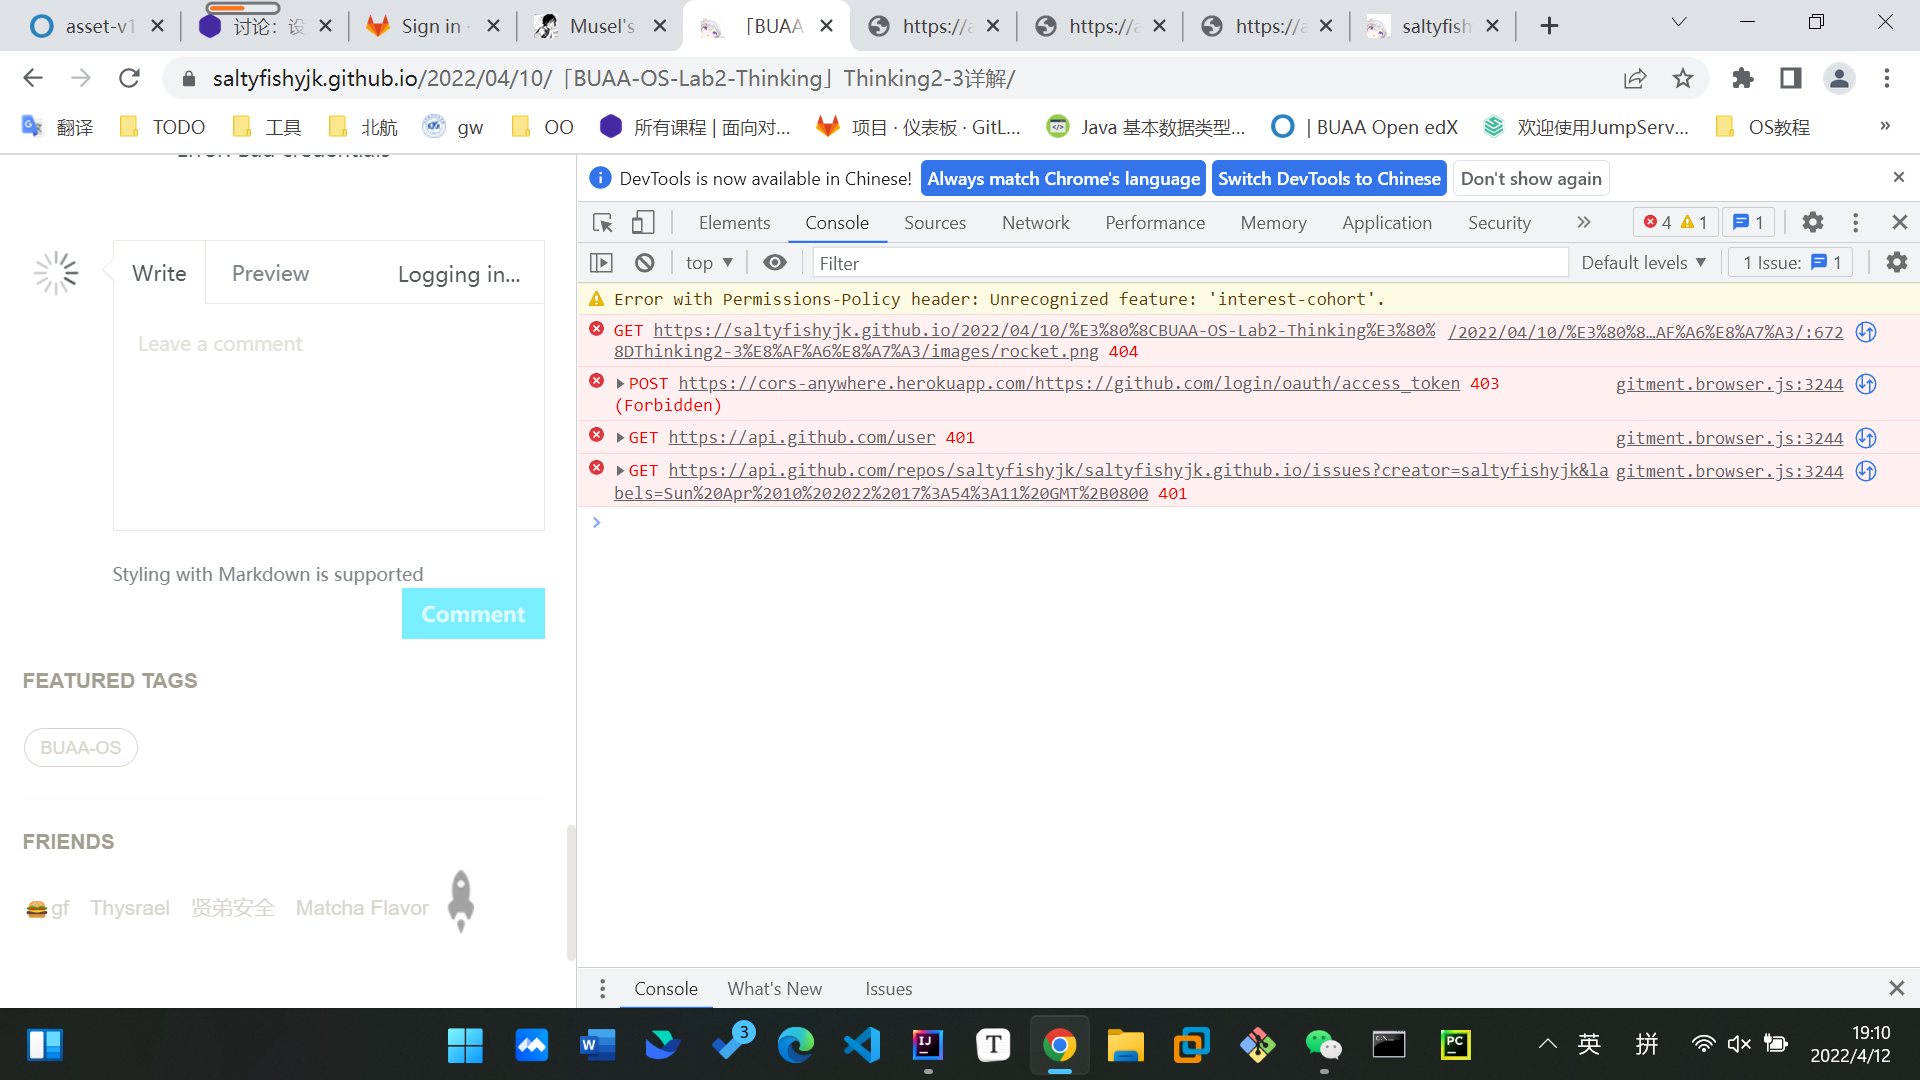 asset-v1
讨论：设
Sign in ·
Musel's
「BUAA
https://a
https://a
https://a
saltyfish
saltyfishyjk.github.io/2022/04/10/「BUAA-OS-Lab2-Thinking」Thinking2-3详解/
翻译
TODO
工具
北航
gw
OO
所有课程 | 面向对...
项目 · 仪表板 · GitL...
Java 基本数据类型...
| BUAA Open edX
欢迎使用JumpServ...
OS教程
»
Error: Bad credentials
Write
Preview
Logging in...
Leave a comment
Styling with Markdown is supported
Comment
FEATURED TAGS
BUAA-OS
FRIENDS
🍔gf Thysrael 贤弟安全 Matcha Flavor
DevTools is now available in Chinese!
Always match Chrome's language
Switch DevTools to Chinese
Don't show again
Elements
Console
Sources
Network
Performance
Memory
Application
Security
»
4
1
1
top
Filter
Default levels
1 Issue: 1
Error with Permissions-Policy header: Unrecognized feature: 'interest-cohort'.
GET https://saltyfishyjk.github.io/2022/04/10/%E3%80%8CBUAA-OS-Lab2-Thinking%E3%80%
/2022/04/10/%E3%80%8…AF%A6%E8%A7%A3/:672
8DThinking2-3%E8%AF%A6%E8%A7%A3/images/rocket.png 404
POST https://cors-anywhere.herokuapp.com/https://github.com/login/oauth/access_token 403
gitment.browser.js:3244
(Forbidden)
GET https://api.github.com/user 401
gitment.browser.js:3244
GET https://api.github.com/repos/saltyfishyjk/saltyfishyjk.github.io/issues?creator=saltyfishyjk&la
gitment.browser.js:3244
bels=Sun%20Apr%2010%202022%2017%3A54%3A11%20GMT%2B0800 401
Console
What's New
Issues
W
3
IJ
T
PC
英
拼
19:10
2022/4/12